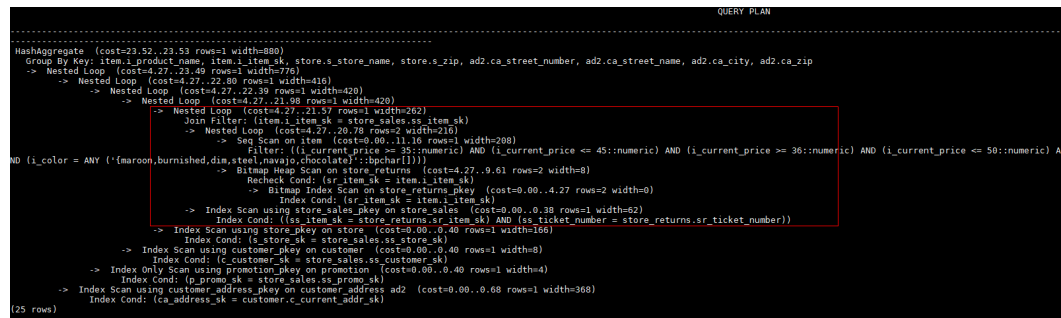 QUERY PLAN
--------------------------------------------------------------------------------
HashAggregate  (cost=23.52..23.53 rows=1 width=880)
Group By Key: item.i_product_name, item.i_item_sk, store.s_store_name, store.s_zip, ad2.ca_street_number, ad2.ca_street_name, ad2.ca_city, ad2.ca_zip
->  Nested Loop  (cost=4.27..23.49 rows=1 width=776)
->  Nested Loop  (cost=4.27..22.80 rows=1 width=416)
->  Nested Loop  (cost=4.27..22.39 rows=1 width=420)
->  Nested Loop  (cost=4.27..21.98 rows=1 width=420)
->  Nested Loop  (cost=4.27..21.57 rows=1 width=262)
Join Filter: (item.i_item_sk = store_sales.ss_item_sk)
->  Nested Loop  (cost=4.27..20.78 rows=2 width=216)
->  Seq Scan on item  (cost=0.00..11.16 rows=1 width=208)
Filter: ((i_current_price >= 35::numeric) AND (i_current_price <= 45::numeric) AND (i_current_price >= 36::numeric) AND (i_current_price <= 50::numeric) A
ND (i_color = ANY ('{maroon,burnished,dim,steel,navajo,chocolate}'::bpchar[])))
->  Bitmap Heap Scan on store_returns  (cost=4.27..9.61 rows=2 width=8)
Recheck Cond: (sr_item_sk = item.i_item_sk)
->  Bitmap Index Scan on store_returns_pkey  (cost=0.00..4.27 rows=2 width=0)
Index Cond: (sr_item_sk = item.i_item_sk)
->  Index Scan using store_sales_pkey on store_sales  (cost=0.00..0.38 rows=1 width=62)
Index Cond: ((ss_item_sk = store_returns.sr_item_sk) AND (ss_ticket_number = store_returns.sr_ticket_number))
->  Index Scan using store_pkey on store  (cost=0.00..0.40 rows=1 width=166)
Index Cond: (s_store_sk = store_sales.ss_store_sk)
->  Index Scan using customer_pkey on customer  (cost=0.00..0.40 rows=1 width=8)
Index Cond: (c_customer_sk = store_sales.ss_customer_sk)
->  Index Only Scan using promotion_pkey on promotion  (cost=0.00..0.40 rows=1 width=4)
Index Cond: (p_promo_sk = store_sales.ss_promo_sk)
->  Index Scan using customer_address_pkey on customer_address ad2  (cost=0.00..0.68 rows=1 width=368)
Index Cond: (ca_address_sk = customer.c_current_addr_sk)
(25 rows)